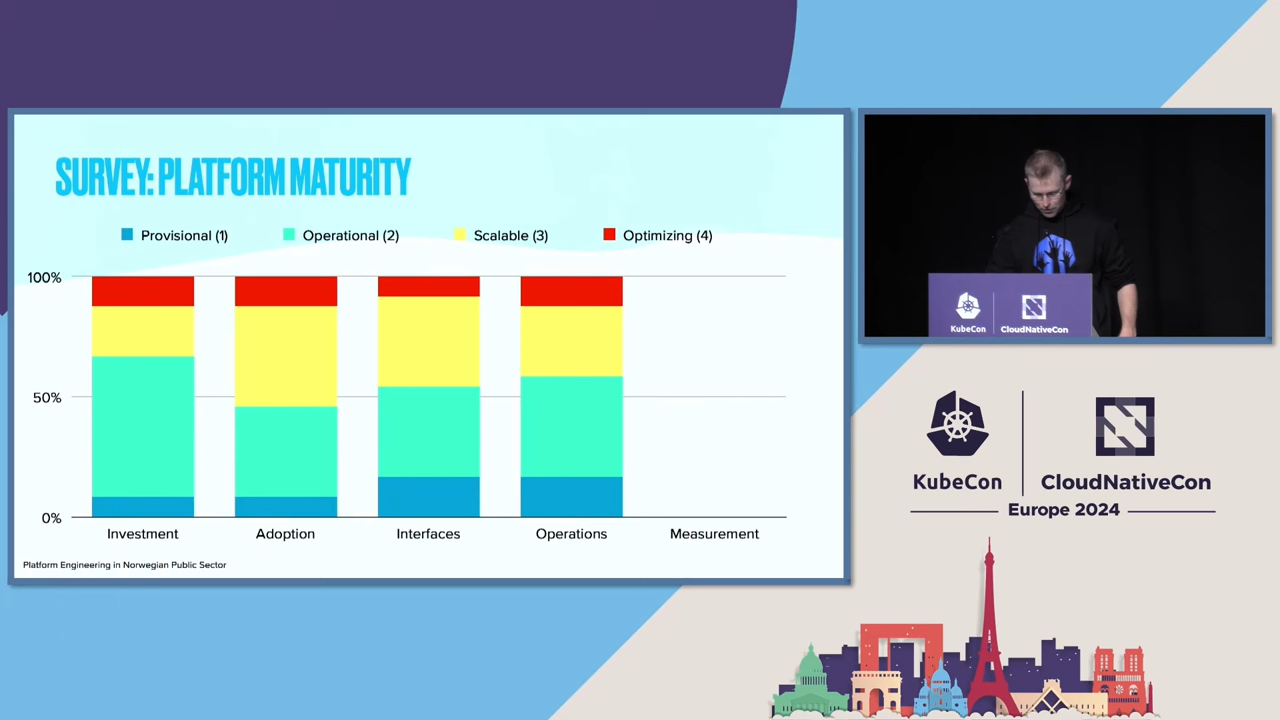 SURVEY: PLATFORM MATURITY
Provisional (1)
Operational (2)
Scalable (3)
Optimizing (4)
100%
50%
0%
Investment
Adoption
Interfaces
Operations
Measurement
Platform Engineering in Norwegian Public Sector
KubeCon
CloudNativeCon
KubeCon
CloudNativeCon
Europe 2024